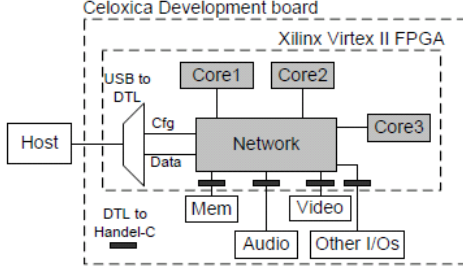 Celoxica Development board
Xilinx Virtex II FPGA
USB to
DTL
Core1
Core2
Cfg
Core3
Host
Network
Data
Mem
Video
DTL to
Handel-C
Audio
Other I/Os